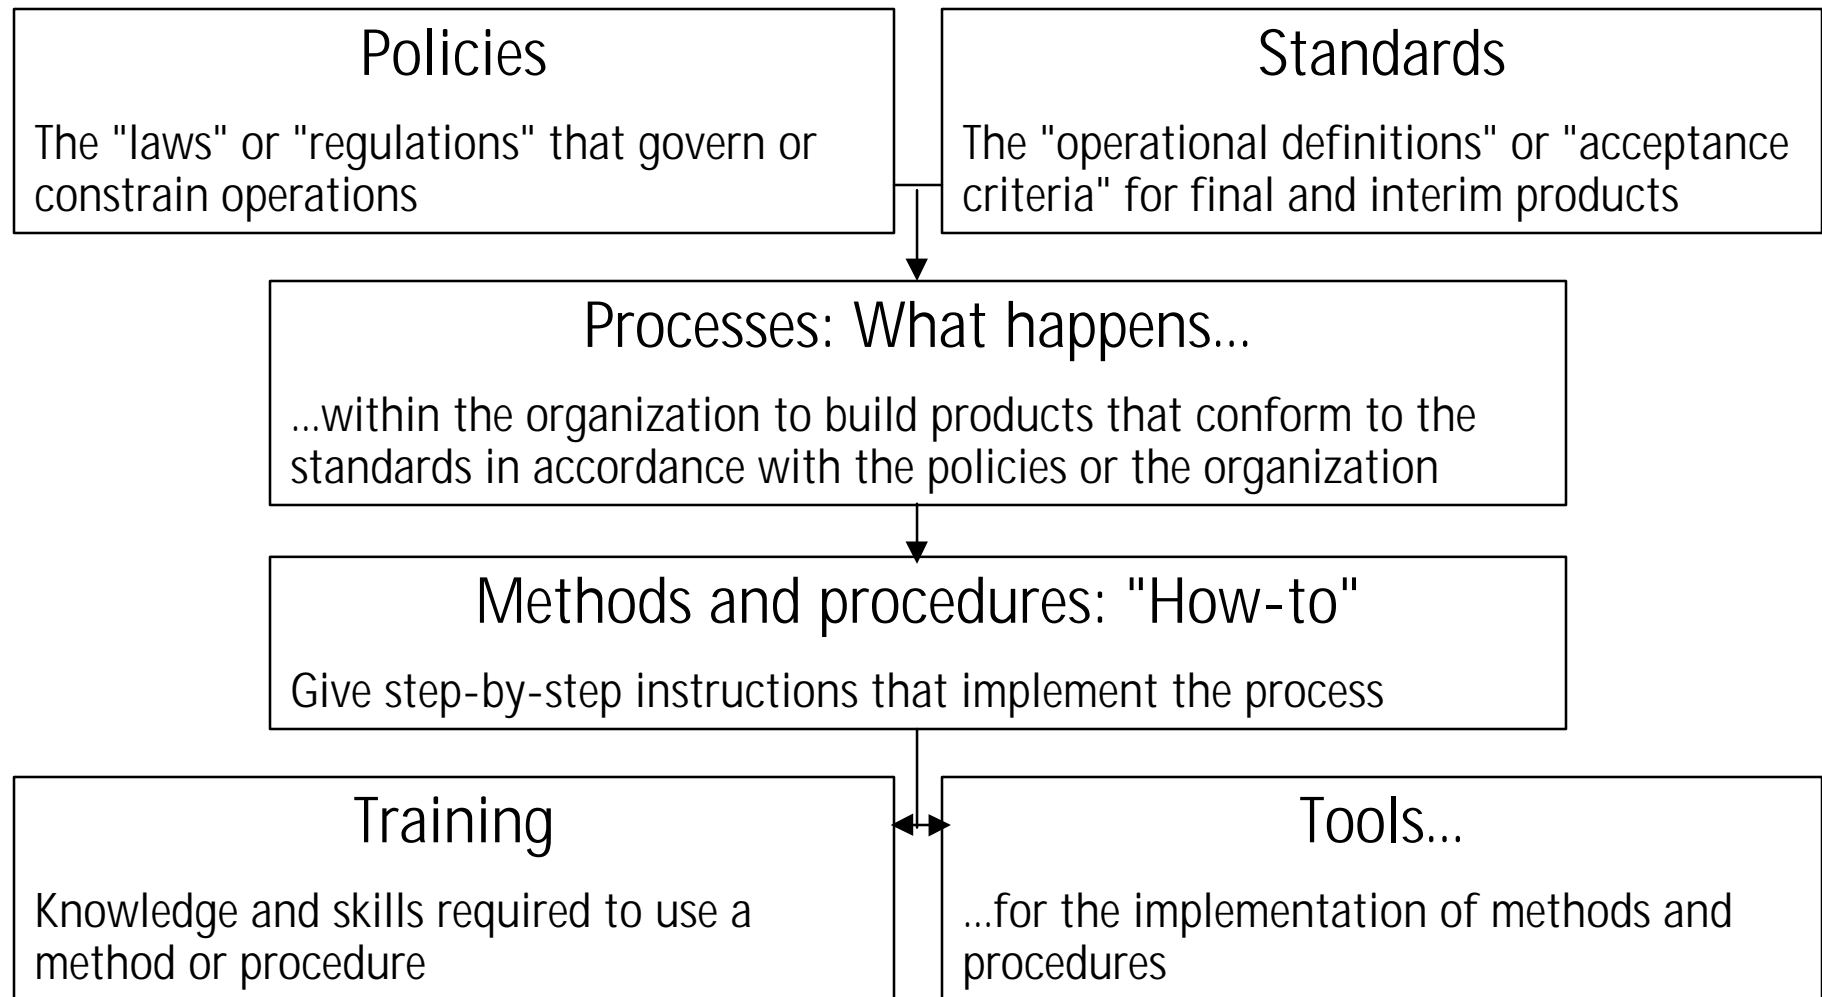 Policies
The "laws" or "regulations" that govern or
constrain operations
Standards
The "operational definitions" or "acceptance
criteria" for final and interim products
Processes: What happens...
...within the organization to build products that conform to the
standards in accordance with the policies or the organization
Methods and procedures: "How-to"
Give step-by-step instructions that implement the process
Training
Knowledge and skills required to use a
method or procedure
Tools...
...for the implementation of methods and
procedures